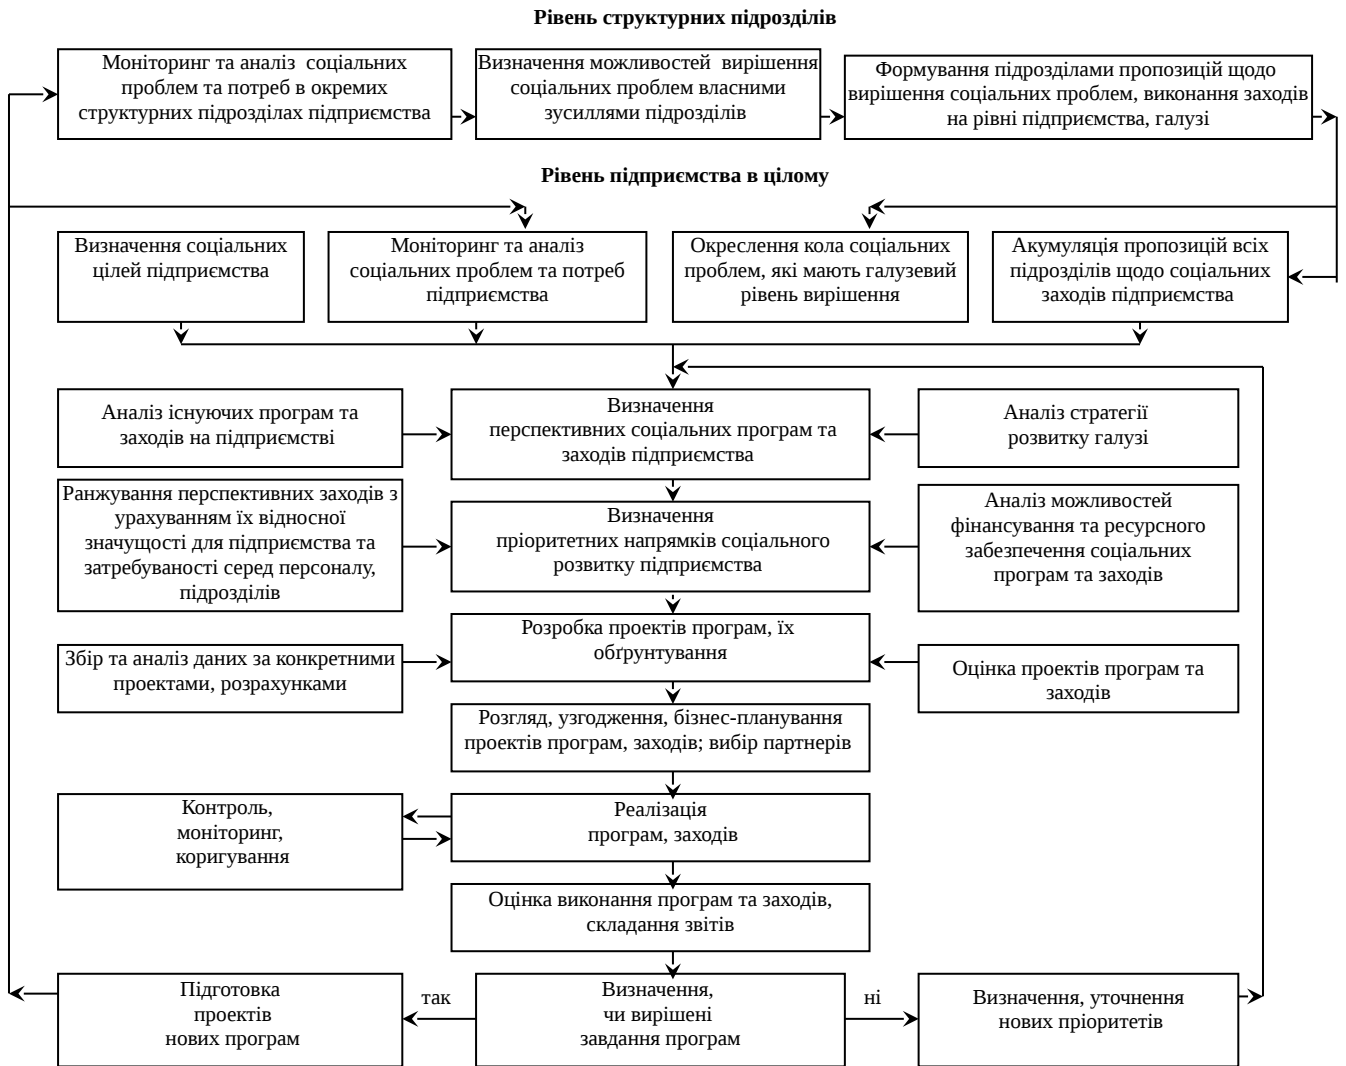 Рівень структурних підрозділів
Моніторинг та аналіз соціальних
проблем та потреб в окремих
структурних підрозділах підприємства
Визначення можливостей вирішення
соціальних проблем власними
зусиллями підрозділів
Формування підрозділами пропозицій щодо
вирішення соціальних проблем, виконання заходів
на рівні підприємства, галузі
Рівень підприємства в цілому
Визначення соціальних
цілей підприємства
Моніторинг та аналіз
соціальних проблем та потреб
підприємства
Окреслення кола соціальних
проблем, які мають галузевий
рівень вирішення
Акумуляція пропозицій всіх
підрозділів щодо соціальних
заходів підприємства
Аналіз існуючих програм та
заходів на підприємстві
Визначення
перспективних соціальних програм та
заходів підприємства
Аналіз стратегії
розвитку галузі
Ранжування перспективних заходів з
урахуванням їх відносної
значущості для підприємства та
затребуваності серед персоналу,
підрозділів
Визначення
пріоритетних напрямків соціального
розвитку підприємства
Аналіз можливостей
фінансування та ресурсного
забезпечення соціальних
програм та заходів
Розробка проектів програм, їх
обґрунтування
Збір та аналіз даних за конкретними
проектами, розрахунками
Оцінка проектів програм та
заходів
Розгляд, узгодження, бізнес-планування
проектів програм, заходів; вибір партнерів
Контроль,
моніторинг,
коригування
Реалізація
програм, заходів
Оцінка виконання програм та заходів,
складання звітів
Підготовка
проектів
нових програм
так
Визначення,
чи вирішені
завдання програм
ні
Визначення, уточнення
нових пріоритетів